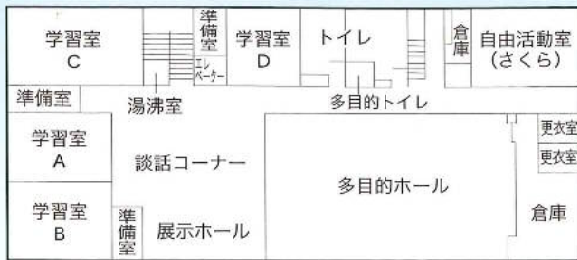 学習室
C
準備室
エレ
ベーター
学習室
D
トイレ
倉庫
自由活動室
(さくら)
準備室
湯沸室
多目的トイレ
学習室
A
談話コーナー
多目的ホール
更衣室
更衣室
学習室
B
準備室
展示ホール
倉庫